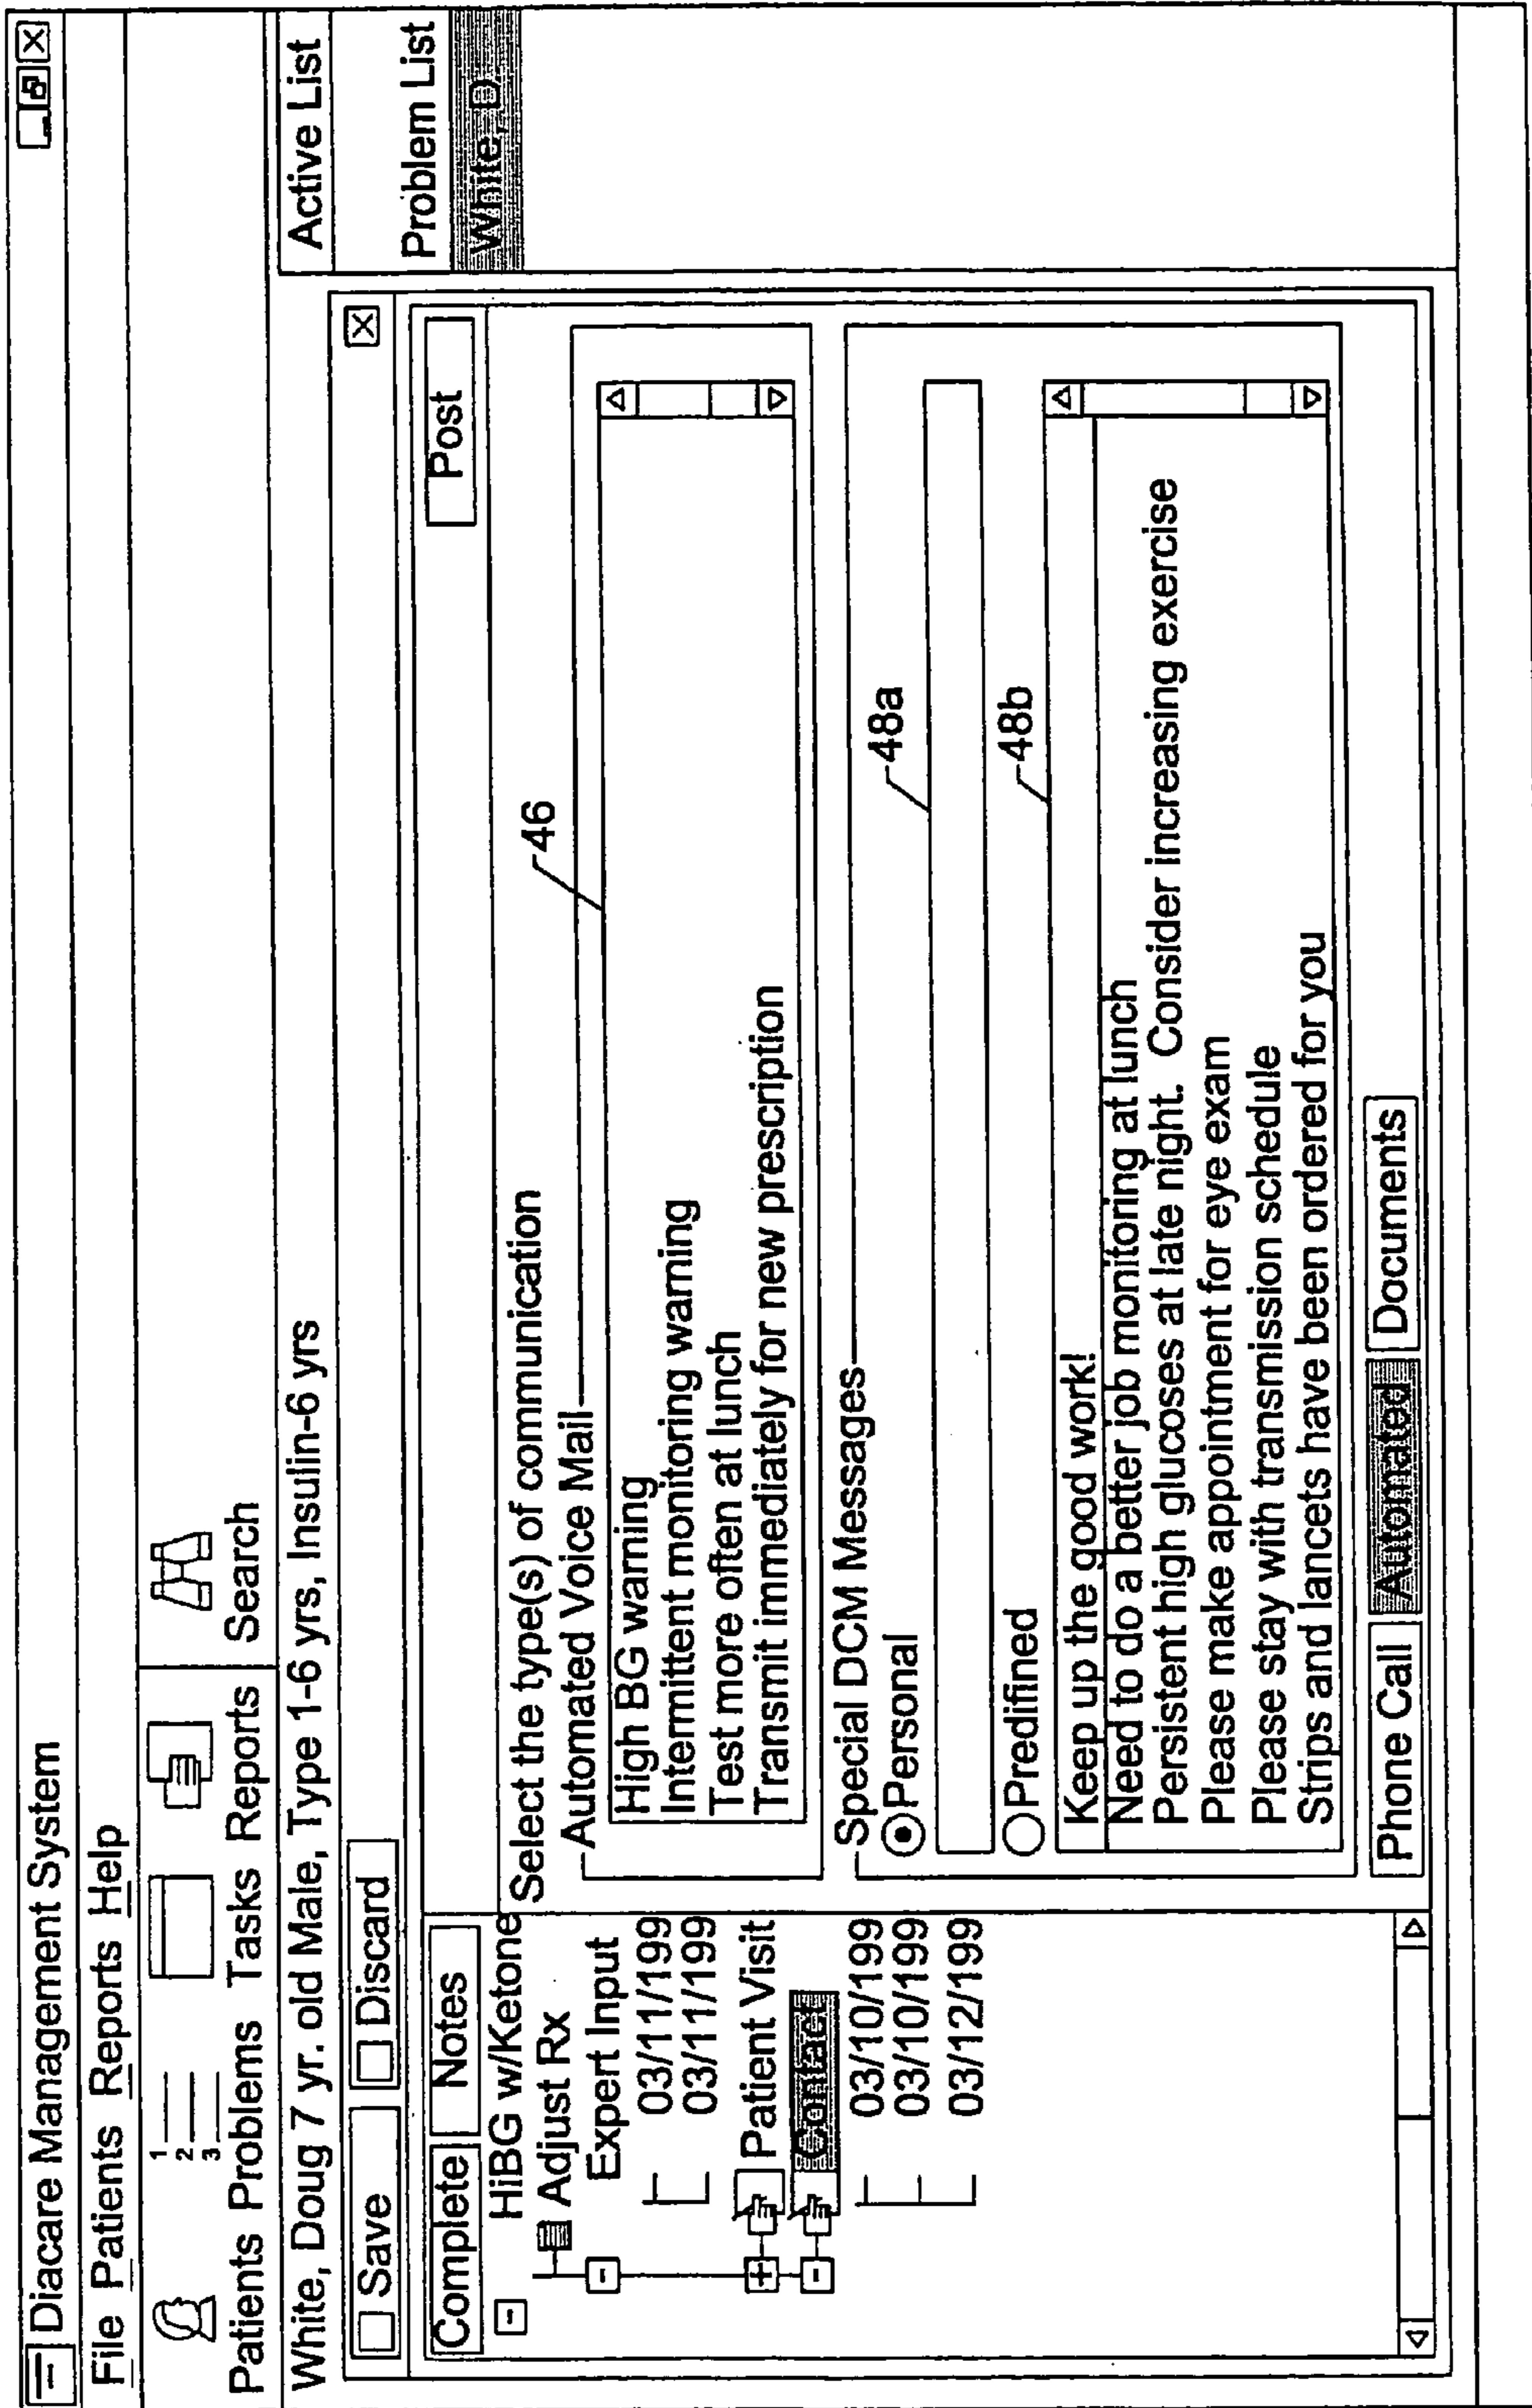 Diacare Management System
File Patients Reports Help
1
2
3
Patients Problems Tasks Reports Search
White, Doug 7 yr. old Male, Type 1-6 yrs, Insulin-6 yrs
Active List
Problem List
White, D
Save Discard
Complete Notes
HiBG w/Ketone
Adjust Rx
Expert Input
03/11/199
03/11/199
Patient Visit
Contact
03/10/199
03/10/199
03/12/199
Post
Select the type(s) of communication
Automated Voice Mail
46
High BG warning
Intermittent monitoring warning
Test more often at lunch
Transmit immediately for new prescription
Special DCM Messages
Personal
48a
Predifined
48b
Keep up the good work!
Need to do a better job monitoring at lunch
Persistent high glucoses at late night. Consider increasing exercise
Please make appointment for eye exam
Please stay with transmission schedule
Strips and lancets have been ordered for you
Phone Call Automated Documents